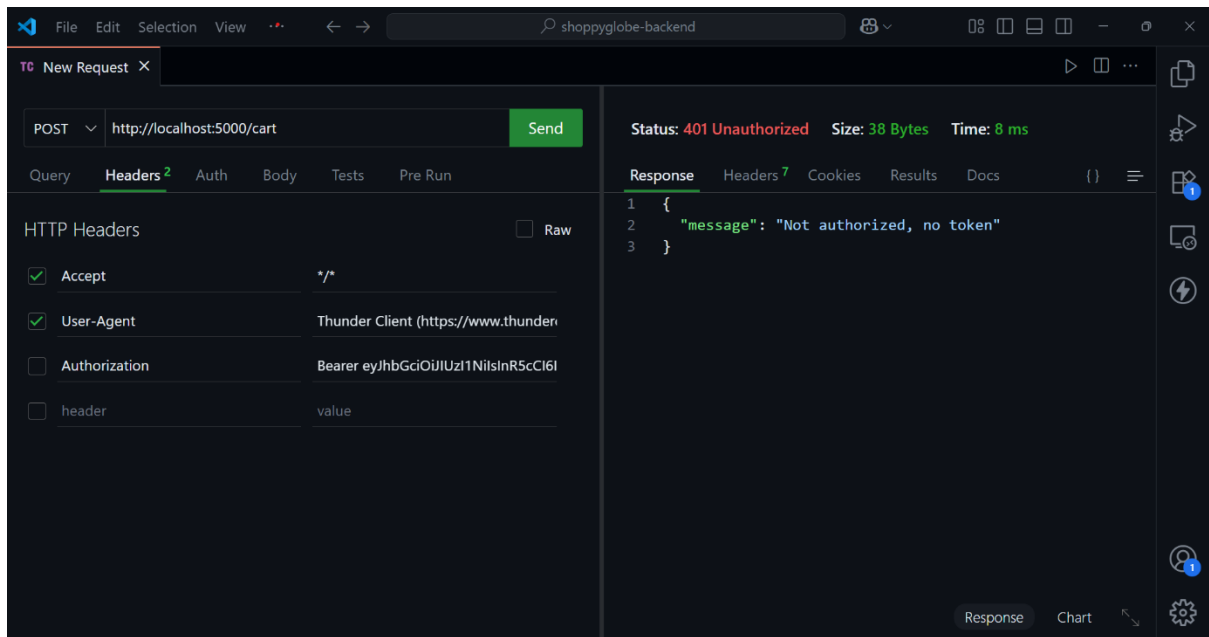 File Edit Selection View ··· shoppyglobe-backend
TC New Request
POST http://localhost:5000/cart Send
Query Headers 2 Auth Body Tests Pre Run
HTTP Headers Raw
Accept */*
User-Agent Thunder Client (https://www.thunder
Authorization Bearer eyJhbGciOiJIUzI1NiIsInR5cCI6I
header value
Status: 401 Unauthorized Size: 38 Bytes Time: 8 ms
Response Headers 7 Cookies Results Docs {}
1 {
2 "message": "Not authorized, no token"
3 }
1
1
Response Chart